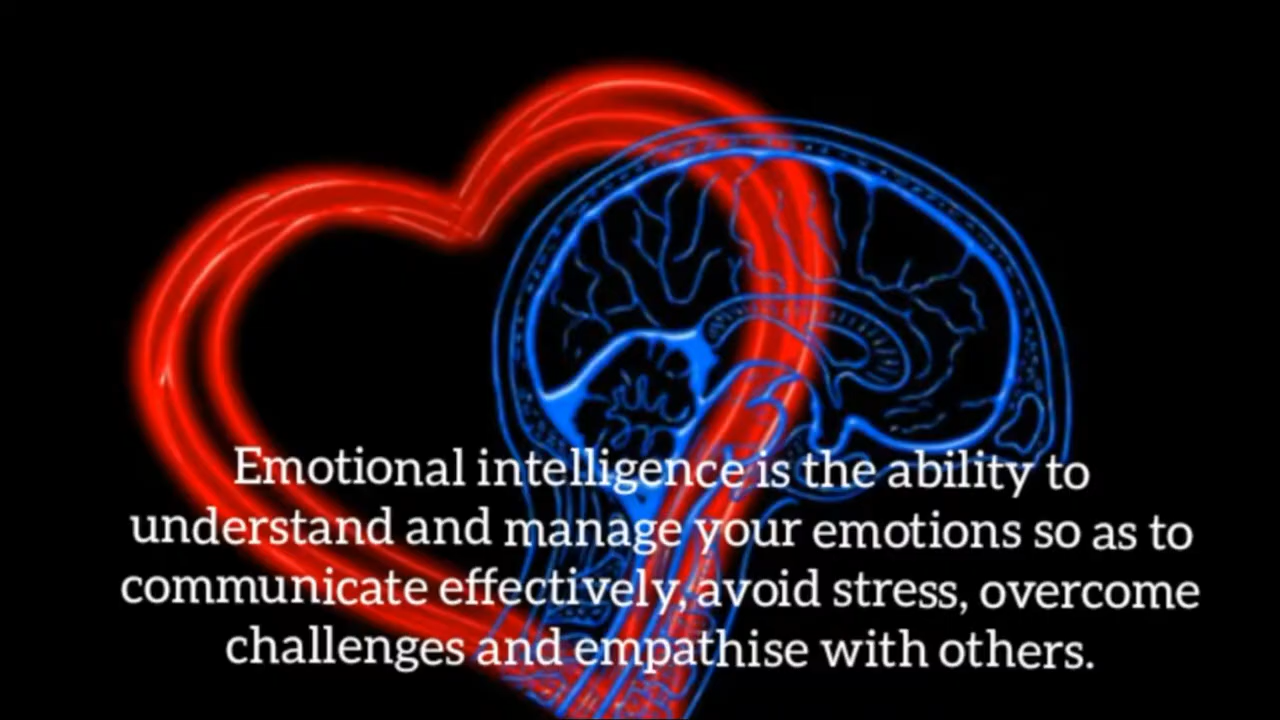 Emotional intelligence is the ability to
understand and manage your emotions so as to
communicate effectively, avoid stress, overcome
challenges and empathise with others.